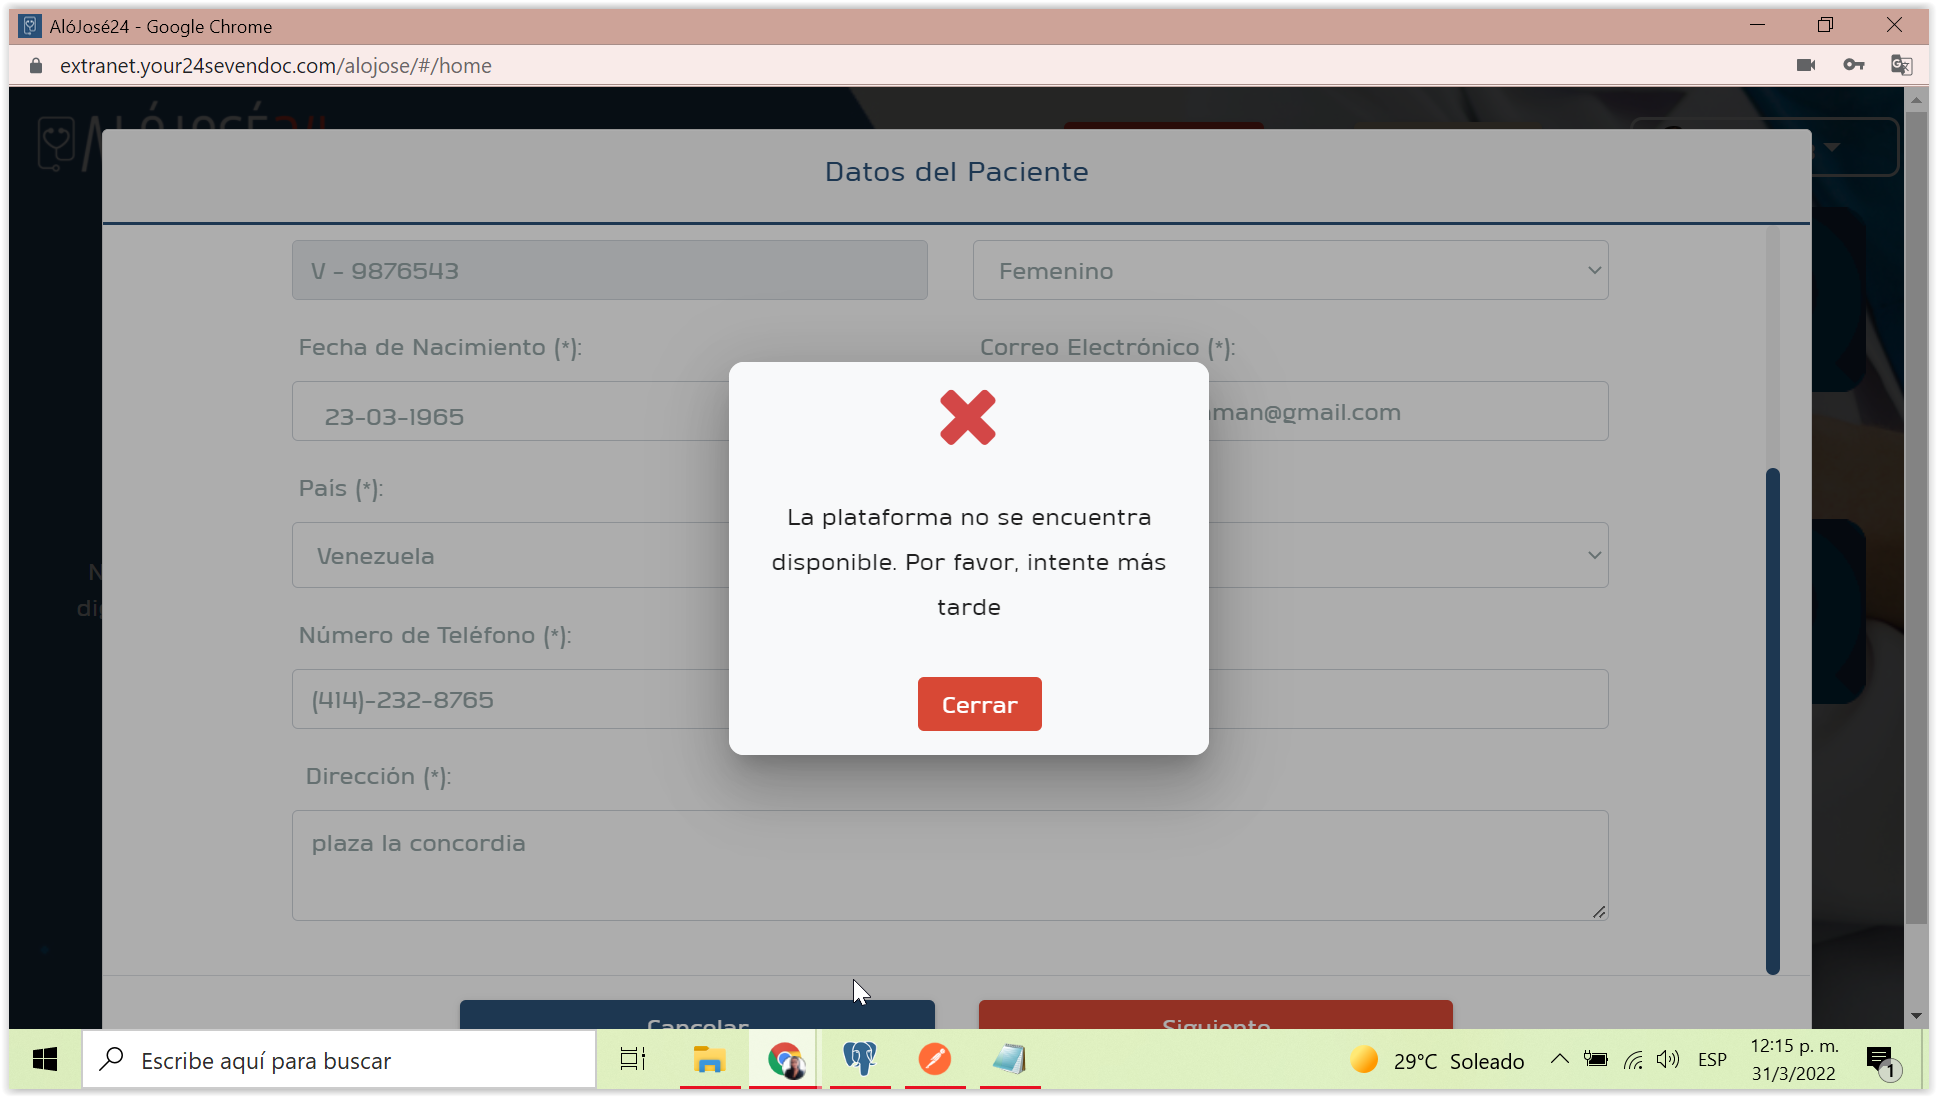 AlóJosé24 - Google Chrome
extranet.your24sevendoc.com/alojose/#/home
ALÓJOSÉ24
Datos del Paciente
V - 9876543
Femenino
Fecha de Nacimiento (*):
Correo Electrónico (*):
23-03-1965
man@gmail.com
País (*):
Venezuela
Número de Teléfono (*):
(414)-232-8765
Dirección (*):
plaza la concordia
La plataforma no se encuentra
disponible. Por favor, intente más
tarde
Cerrar
Cancelar
Siguiente
Escribe aquí para buscar
29°C Soleado
ESP
12:15 p. m.
31/3/2022
1